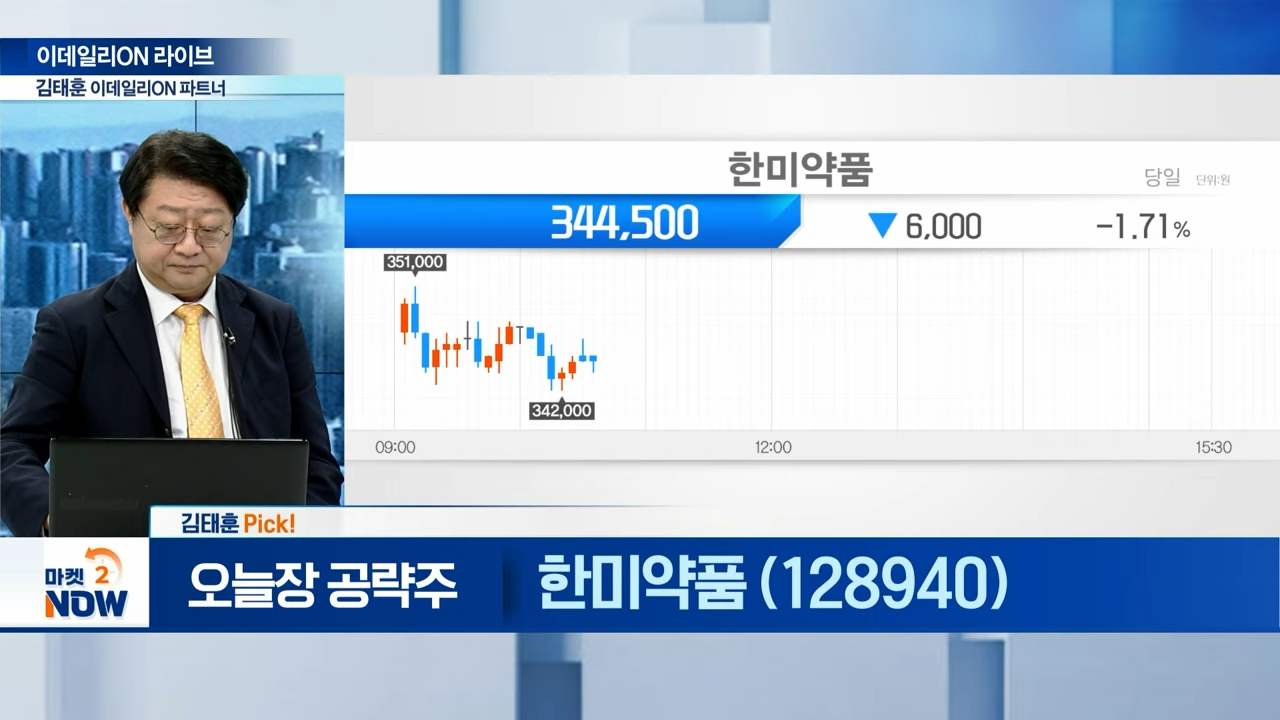 이데일리ON 라이브
김태훈 이데일리ON 파트너
한미약품
당일 단위:원
344,500 ▼ 6,000 -1.71%
351,000
342,000
09:00 12:00 15:30
김태훈 Pick!
마켓 2
NOW
오늘장 공략주 한미약품 (128940)